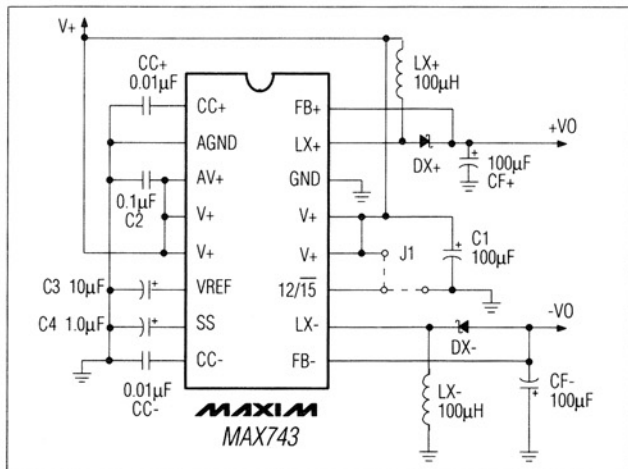 V+
CC+
0.01µF
LX+
100µH
CC+
FB+
AGND
LX+
+VO
DX+
100µF
CF+
AV+
GND
0.1µF
C2
V+
V+
V+
V+
J1
C1
100µF
C3 10µF
VREF
12/15
C4 1.0µF
SS
LX-
-VO
DX-
CC-
FB-
0.01µF
CC-
LX-
100µH
CF-
100µF
MAXIM
MAX743